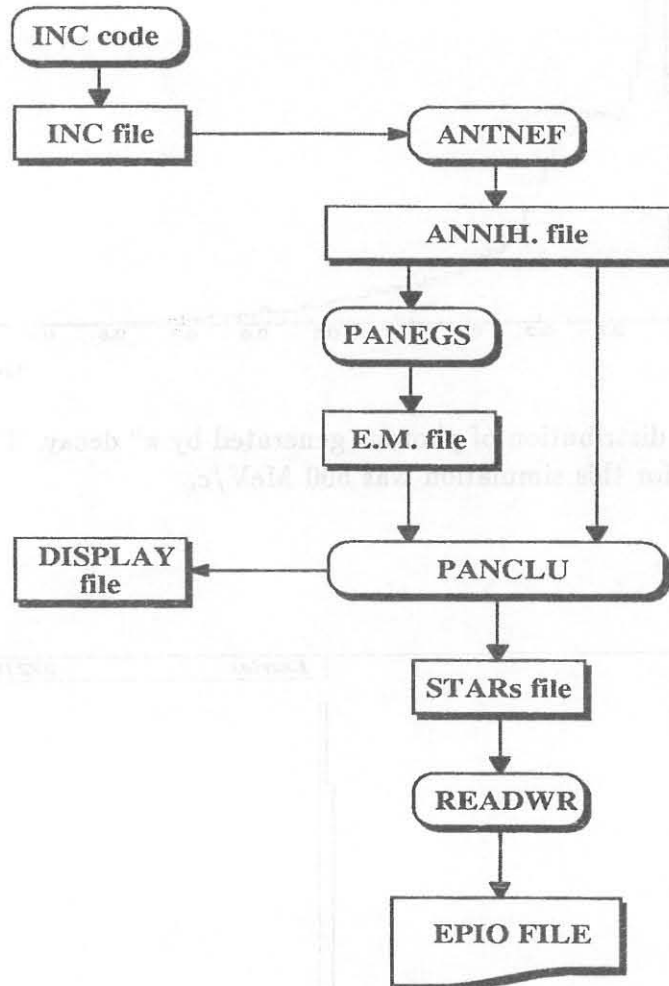 INC code
INC file
ANTNEF
ANNIH. file
PANEGS
E.M. file
DISPLAY
file
PANCLU
STARs file
READWR
EPIO FILE